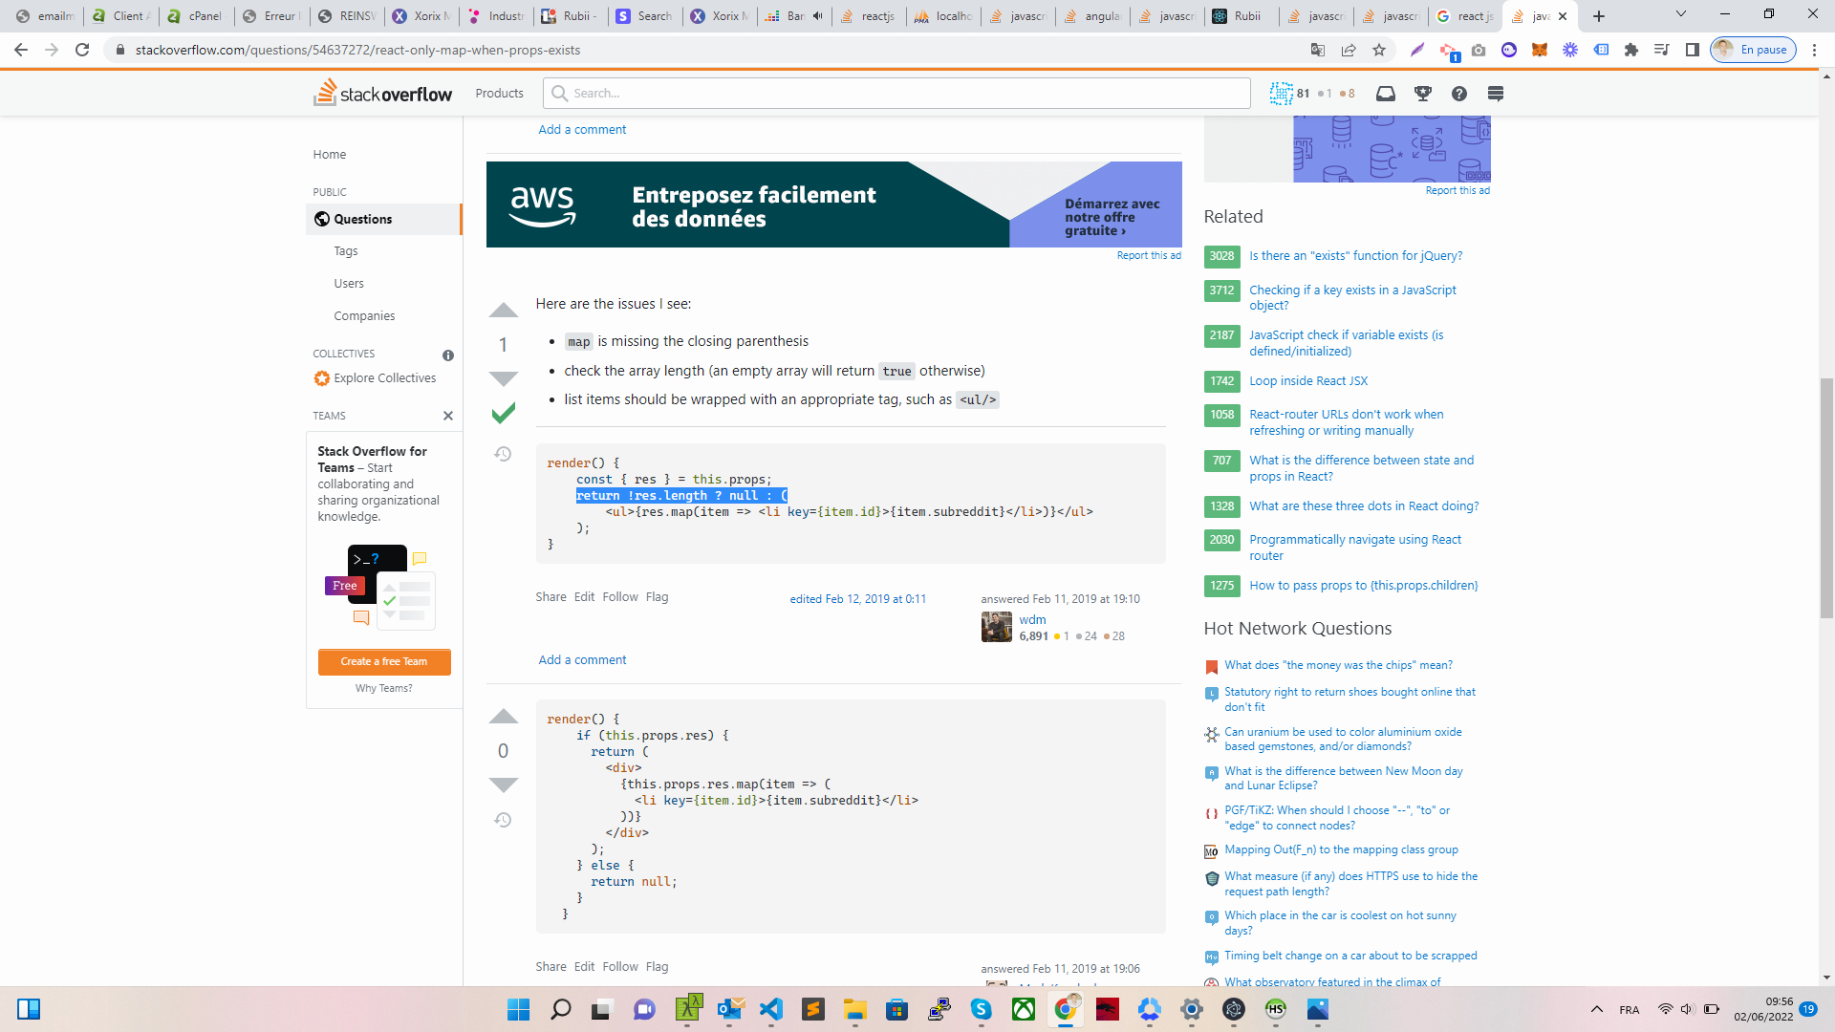 emailm
Client A
cPanel
Erreur I
REINSV
Xorix M
Industr
Rubii -
Search
Xorix M
Ban
reactjs
localho
javascri
angula
javascri
Rubii
javascri
javascri
react js
java
stackoverflow.com/questions/54637272/react-only-map-when-props-exists
1
En pause
stackoverflow
Products
Search...
81 1 8
Add a comment
Home
PUBLIC
Questions
Tags
Users
Companies
COLLECTIVES
Explore Collectives
TEAMS
Stack Overflow for
Teams – Start
collaborating and
sharing organizational
knowledge.
>_?
Free
Create a free Team
Why Teams?
aws
Entreposez facilement
des données
Démarrez avec
notre offre
gratuite ›
Report this ad
Here are the issues I see:
1
• map is missing the closing parenthesis
• check the array length (an empty array will return true otherwise)
• list items should be wrapped with an appropriate tag, such as <ul/>
render() {
const { res } = this.props;
return !res.length ? null : (
<ul>{res.map(item => <li key={item.id}>{item.subreddit}</li>)}</ul>
);
}
Share Edit Follow Flag
edited Feb 12, 2019 at 0:11
answered Feb 11, 2019 at 19:10
wdm
6,891 1 24 28
Add a comment
0
render() {
if (this.props.res) {
return (
<div>
{this.props.res.map(item => (
<li key={item.id}>{item.subreddit}</li>
))}
</div>
);
} else {
return null;
}
}
Share Edit Follow Flag
answered Feb 11, 2019 at 19:06
Report this ad
Related
3028 Is there an "exists" function for jQuery?
3712 Checking if a key exists in a JavaScript
object?
2187 JavaScript check if variable exists (is
defined/initialized)
1742 Loop inside React JSX
1058 React-router URLs don't work when
refreshing or writing manually
707 What is the difference between state and
props in React?
1328 What are these three dots in React doing?
2030 Programmatically navigate using React
router
1275 How to pass props to {this.props.children}
Hot Network Questions
What does "the money was the chips" mean?
Statutory right to return shoes bought online that
don't fit
Can uranium be used to color aluminium oxide
based gemstones, and/or diamonds?
What is the difference between New Moon day
and Lunar Eclipse?
PGF/TiKZ: When should I choose "--", "to" or
"edge" to connect nodes?
Mapping Out(F_n) to the mapping class group
What measure (if any) does HTTPS use to hide the
request path length?
Which place in the car is coolest on hot sunny
days?
Timing belt change on a car about to be scrapped
What observatory featured in the climax of
FRA
09:56
02/06/2022
19